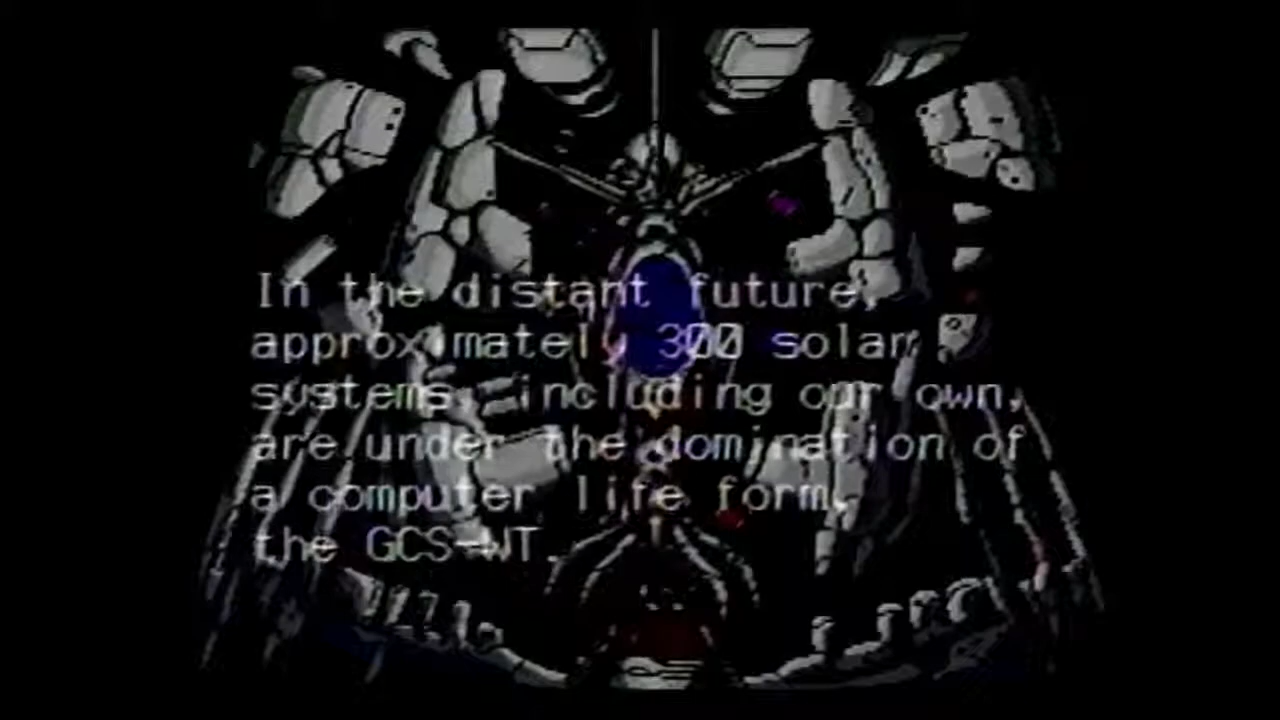 In the distant future,
approximately 300 solar
systems, including our own,
are under the domination of
a computer life form,
the GCS-WT.